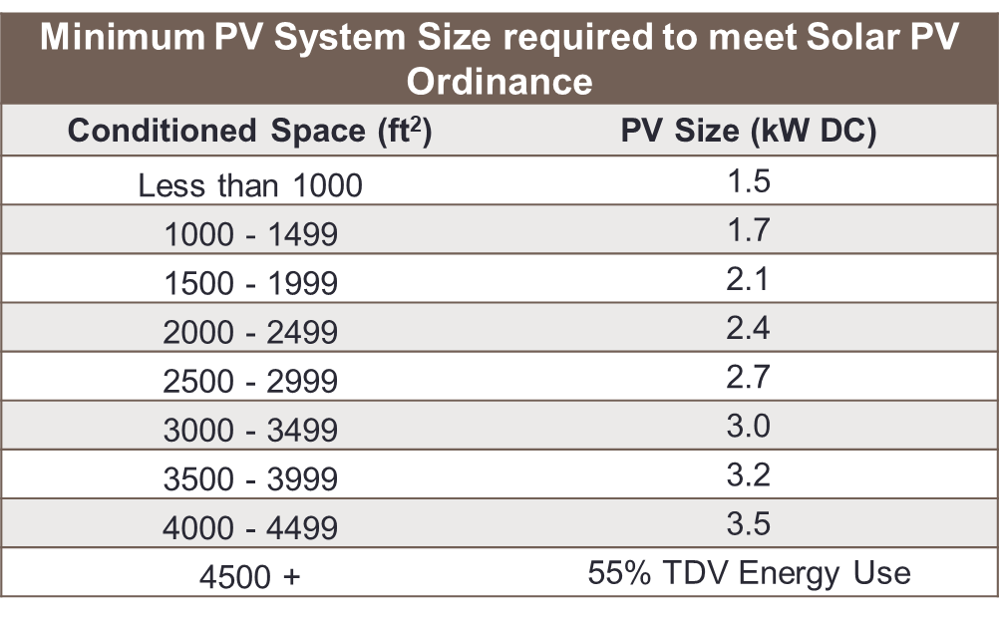 Minimum PV System Size required to meet Solar PV
Ordinance
Conditioned Space (ft²) PV Size (kW DC)
Less than 1000 1.5
1000 - 1499 1.7
1500 - 1999 2.1
2000 - 2499 2.4
2500 - 2999 2.7
3000 - 3499 3.0
3500 - 3999 3.2
4000 - 4499 3.5
4500 + 55% TDV Energy Use